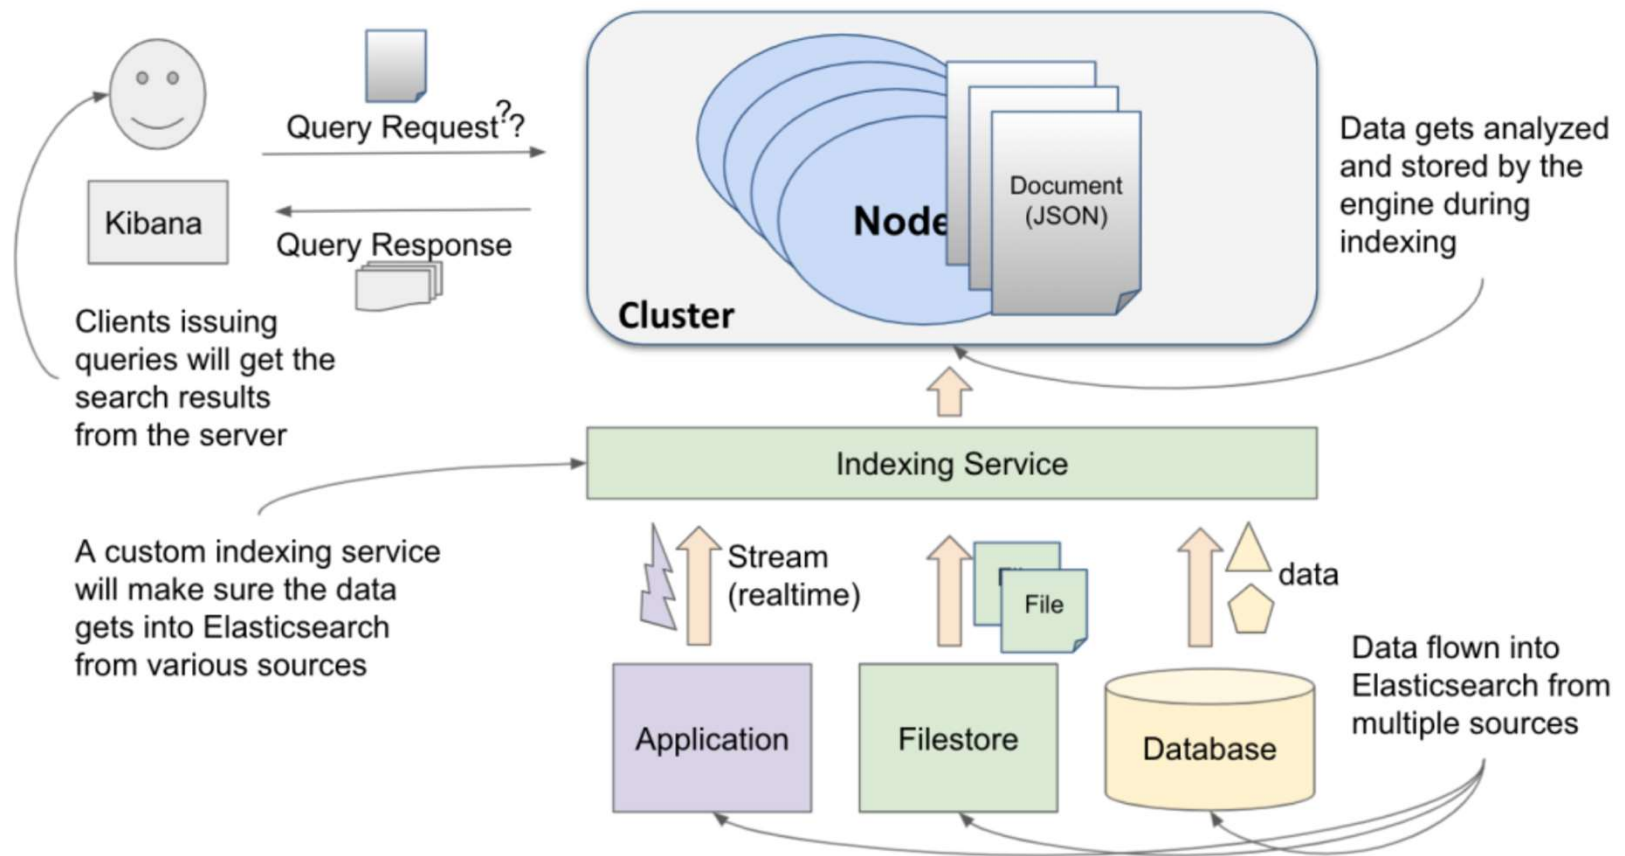 Query Request??
Kibana
Query Response
Clients issuing
queries will get the
search results
from the server
Node
Document
(JSON)
Cluster
Data gets analyzed
and stored by the
engine during
indexing
Indexing Service
A custom indexing service
will make sure the data
gets into Elasticsearch
from various sources
Stream
(realtime)
File
data
Application
Filestore
Database
Data flown into
Elasticsearch from
multiple sources